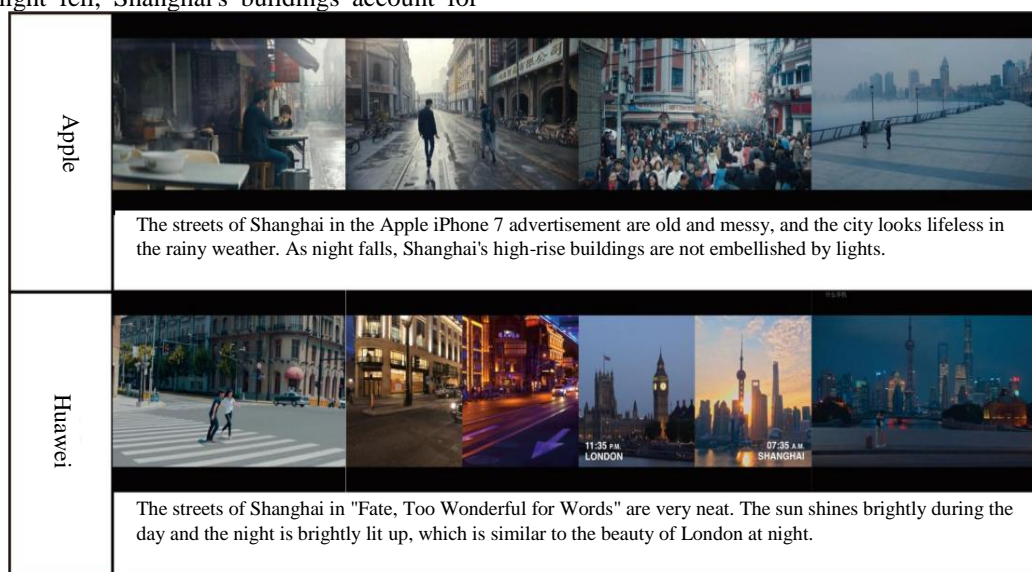 night fell, Shanghai's buildings account for
Apple
The streets of Shanghai in the Apple iPhone 7 advertisement are old and messy, and the city looks lifeless in
the rainy weather. As night falls, Shanghai's high-rise buildings are not embellished by lights.
Huawei
11:35 P.M.
LONDON
07:35 A.M.
SHANGHAI
The streets of Shanghai in "Fate, Too Wonderful for Words" are very neat. The sun shines brightly during the
day and the night is brightly lit up, which is similar to the beauty of London at night.